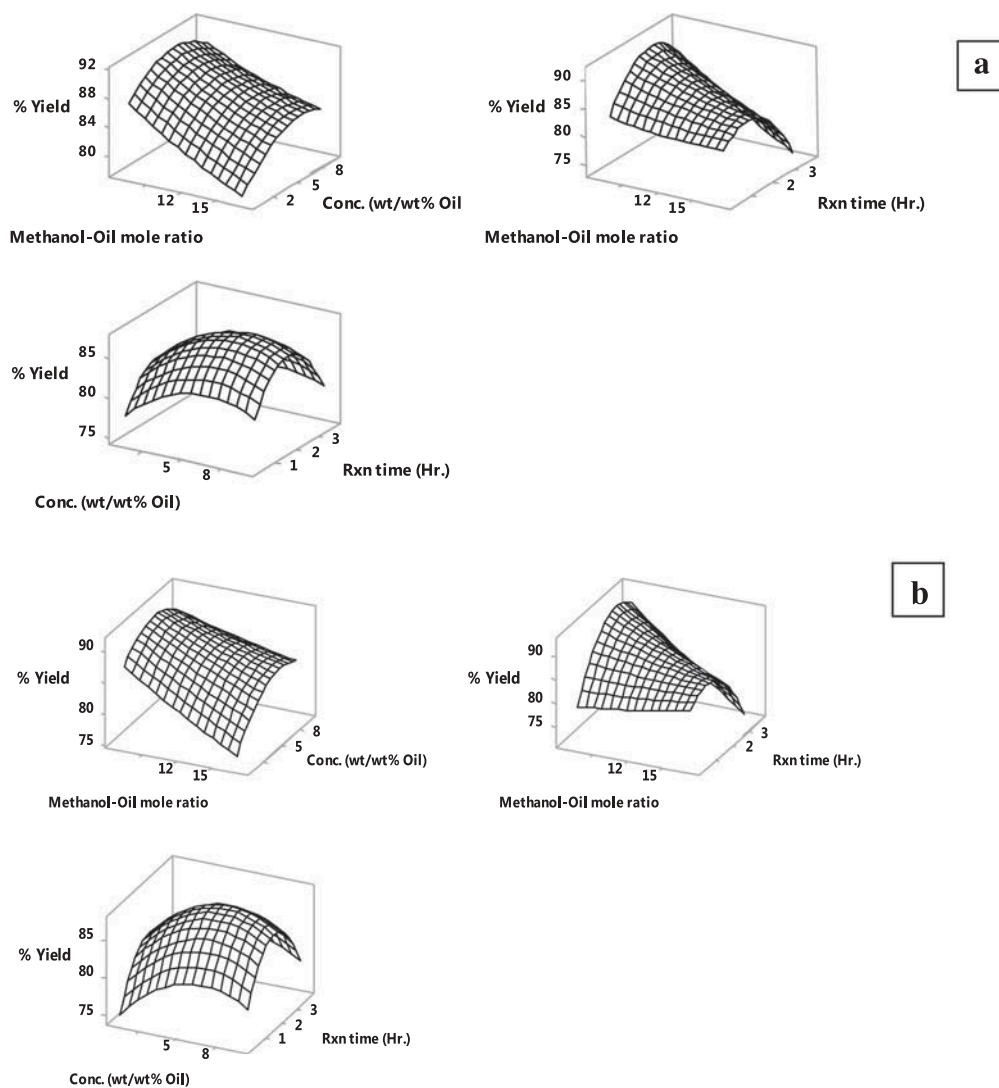 a
92
88
84
80
% Yield
12
15
2
5
8
Conc. (wt/wt% Oil
Methanol-Oil mole ratio
90
85
80
75
% Yield
12
15
2
3
Rxn time (Hr.)
Methanol-Oil mole ratio
85
80
75
% Yield
5
8
1
2
3
Rxn time (Hr.)
Conc. (wt/wt% Oil)
b
90
80
75
% Yield
12
15
5
8
Conc. (wt/wt% Oil)
Methanol-Oil mole ratio
90
80
75
% Yield
12
15
2
3
Rxn time (Hr.)
Methanol-Oil mole ratio
85
80
75
% Yield
5
8
1
2
3
Rxn time (Hr.)
Conc. (wt/wt% Oil)